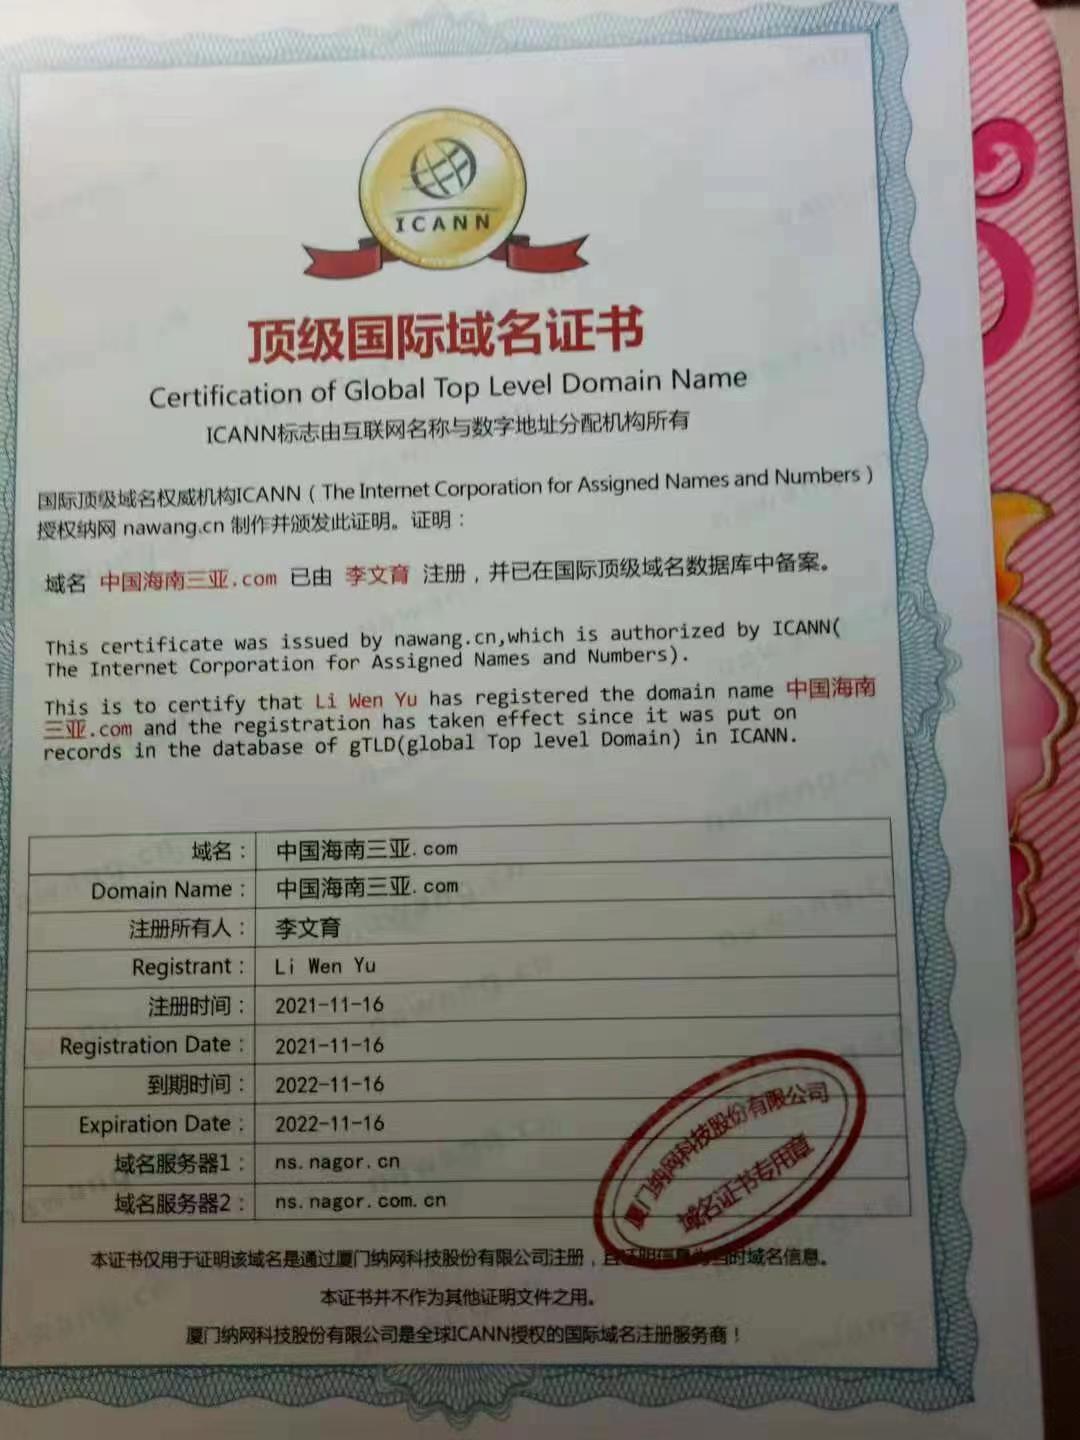 ICANN
顶级国际域名证书
Certification of Global Top Level Domain Name
ICANN标志由互联网名称与数字地址分配机构所有
国际顶级域名权威机构ICANN（The Internet Corporation for Assigned Names and Numbers）
授权纳网 nawang.cn 制作并颁发此证明。证明：
域名 中国海南三亚.com 已由 李文育 注册，并已在国际顶级域名数据库中备案。
This certificate was issued by nawang.cn,which is authorized by ICANN(
The Internet Corporation for Assigned Names and Numbers).
This is to certify that Li Wen Yu has registered the domain name 中国海南
三亚.com and the registration has taken effect since it was put on
records in the database of gTLD(global Top level Domain) in ICANN.
域名： 中国海南三亚.com
Domain Name： 中国海南三亚.com
注册所有人： 李文育
Registrant： Li Wen Yu
注册时间： 2021-11-16
Registration Date： 2021-11-16
到期时间： 2022-11-16
Expiration Date： 2022-11-16
域名服务器1： ns.nagor.cn
域名服务器2： ns.nagor.com.cn
厦门纳网科技股份有限公司
域名证书专用章
本证书仅用于证明该域名是通过厦门纳网科技股份有限公司注册，且证明信息为当时域名信息。
本证书并不作为其他证明文件之用。
厦门纳网科技股份有限公司是全球ICANN授权的国际域名注册服务商！